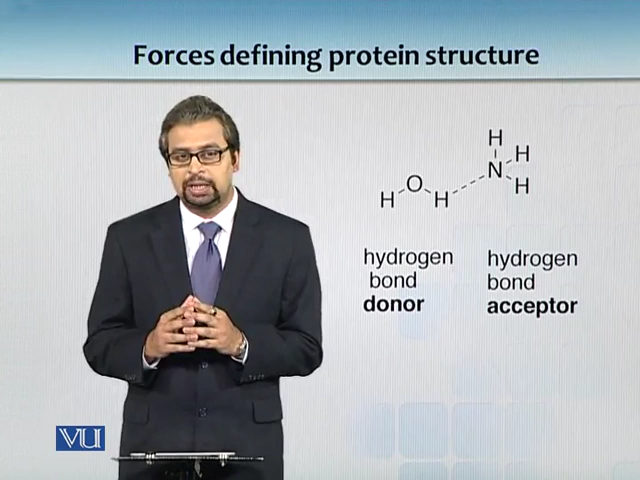 Forces defining protein structure
H
H
N
H
O
H H
hydrogen
bond
donor
hydrogen
bond
acceptor
VU